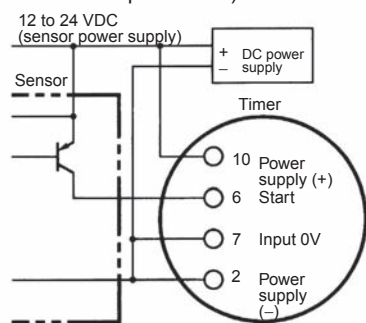 12 to 24 VDC
(sensor power supply)
+ DC power
– supply
Sensor
Timer
10 Power
supply (+)
6 Start
7 Input 0V
2 Power
supply
(–)